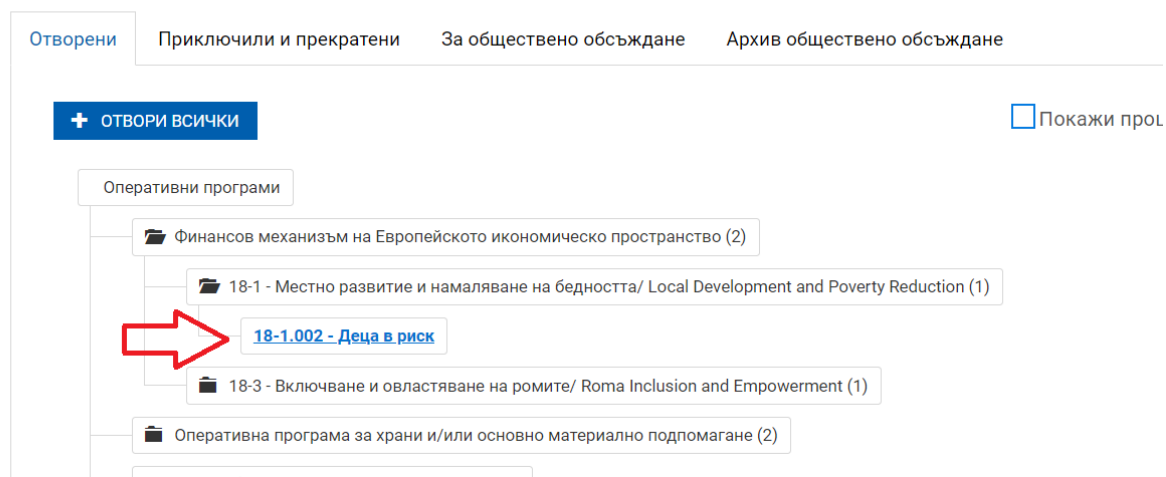 Отворени Приключили и прекратени За обществено обсъждане Архив обществено обсъждане
+ ОТВОРИ ВСИЧКИ Покажи
Оперативни програми
Финансов механизъм на Европейското икономическо пространство (2)
18-1 - Местно развитие и намаляване на бедността/ Local Development and Poverty Reduction (1)
18-1.002 - Деца в риск
18-3 - Включване и овластяване на ромите/ Roma Inclusion and Empowerment (1)
Оперативна програма за храни и/или основно материално подпомагане (2)